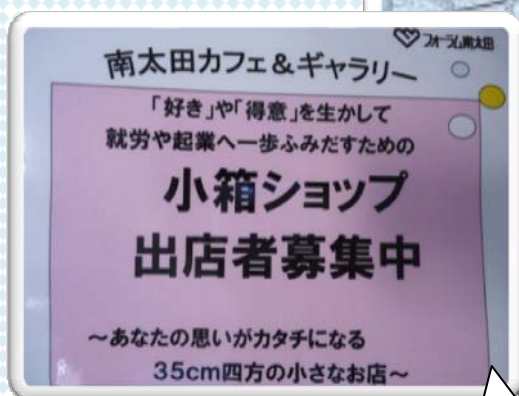 フォーラム南太田
南太田カフェ&ギャラリー
「好き」や「得意」を生かして
就労や起業へ一歩ふみだすための
小箱ショップ
出店者募集中
～あなたの思いがカタチになる
35cm四方の小さなお店～